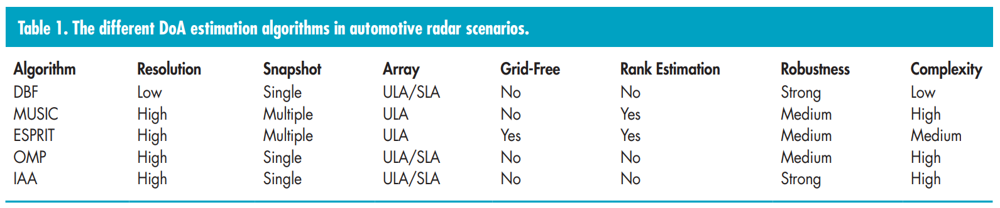 Table 1. The different DoA estimation algorithms in automotive radar scenarios.
Algorithm Resolution Snapshot Array Grid-Free Rank Estimation Robustness Complexity
DBF Low Single ULA/SLA No No Strong Low
MUSIC High Multiple ULA No Yes Medium High
ESPRIT High Multiple ULA Yes Yes Medium Medium
OMP High Single ULA/SLA No No Medium High
IAA High Single ULA/SLA No No Strong High